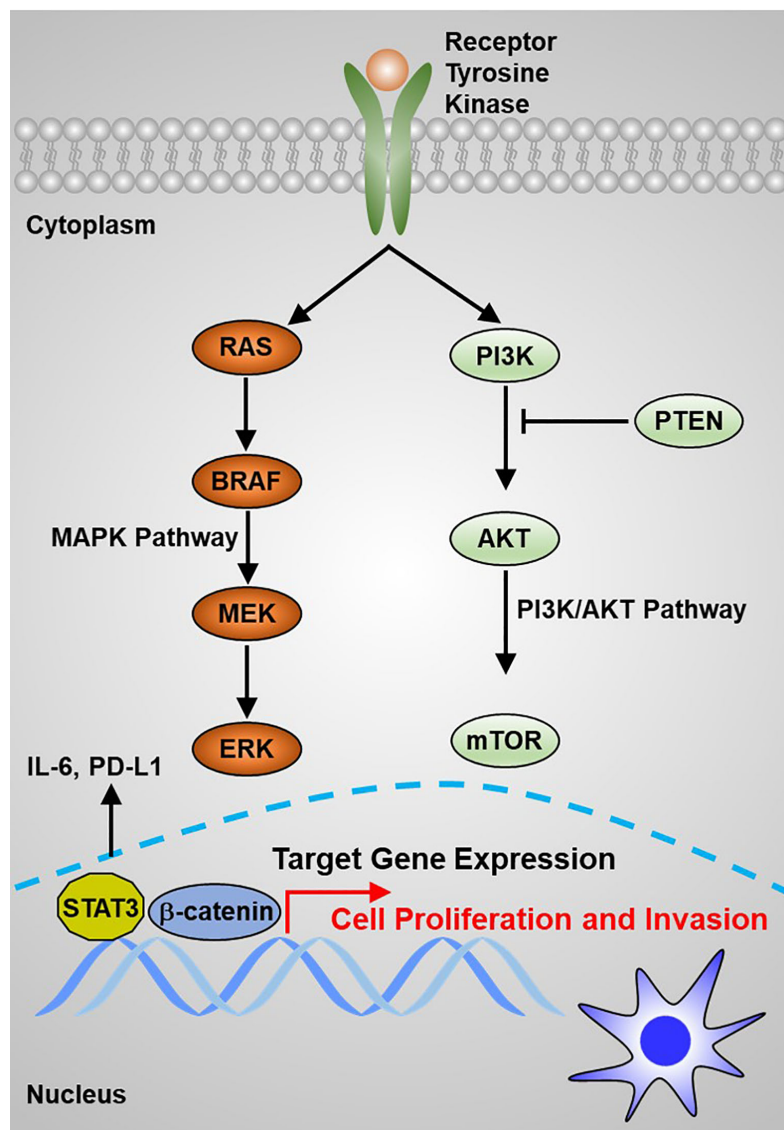 Receptor
Tyrosine
Kinase
Cytoplasm
RAS
PI3K
PTEN
BRAF
MAPK Pathway
AKT
MEK
PI3K/AKT Pathway
ERK
mTOR
IL-6, PD-L1
Target Gene Expression
STAT3
β-catenin
Cell Proliferation and Invasion
Nucleus